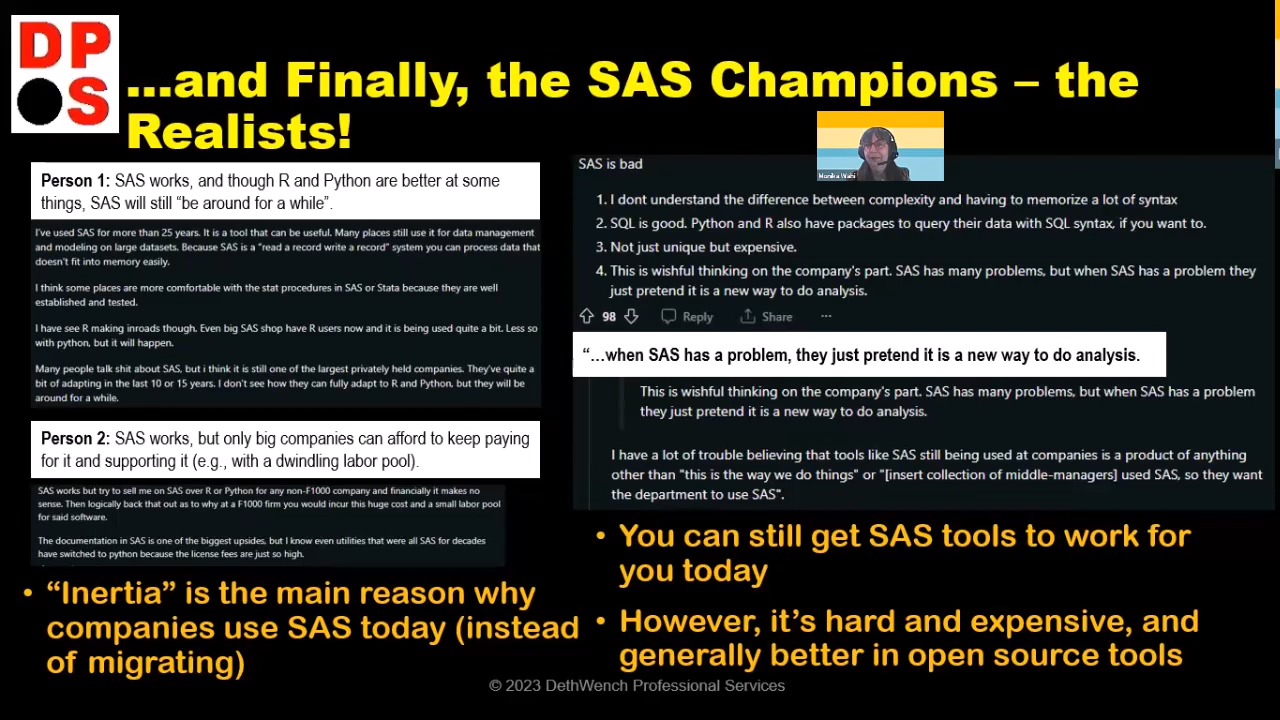 DP
OS
...and Finally, the SAS Champions – the
Realists!
Monika Wahi
Person 1: SAS works, and though R and Python are better at some
things, SAS will still “be around for a while”.
I've used SAS for more than 25 years. It is a tool that can be useful. Many places still use it for data management
and modeling on large datasets. Because SAS is a "read a record write a record" system you can process data that
doesn't fit into memory easily.
I think some places are more comfortable with the stat procedures in SAS or Stata because they are well
established and tested.
I have see R making inroads though. Even big SAS shop have R users now and it is being used quite a bit. Less so
with python, but it will happen.
Many people talk shit about SAS, but i think it is still one of the largest privately held companies. They've quite a
bit of adapting in the last 10 or 15 years. I don't see how they can fully adapt to R and Python, but they will be
around for a while.
Person 2: SAS works, but only big companies can afford to keep paying
for it and supporting it (e.g., with a dwindling labor pool).
SAS works but try to sell me on SAS over R or Python for any non-F1000 company and financially it makes no
sense. Then logically back that out as to why at a F1000 firm you would incur this huge cost and a small labor pool
for said software.
The documentation in SAS is one of the biggest upsides, but I know even utilities that were all SAS for decades
have switched to python because the license fees are just so high.
• “Inertia” is the main reason why
companies use SAS today (instead
of migrating)
SAS is bad
1. I dont understand the difference between complexity and having to memorize a lot of syntax
2. SQL is good. Python and R also have packages to query their data with SQL syntax, if you want to.
3. Not just unique but expensive.
4. This is wishful thinking on the company's part. SAS has many problems, but when SAS has a problem they
just pretend it is a new way to do analysis.
98 Reply Share ...
“…when SAS has a problem, they just pretend it is a new way to do analysis.
This is wishful thinking on the company's part. SAS has many problems, but when SAS has a problem
they just pretend it is a new way to do analysis.
I have a lot of trouble believing that tools like SAS still being used at companies is a product of anything
other than "this is the way we do things" or "[insert collection of middle-managers] used SAS, so they want
the department to use SAS".
• You can still get SAS tools to work for
you today
• However, it’s hard and expensive, and
generally better in open source tools
© 2023 DethWench Professional Services